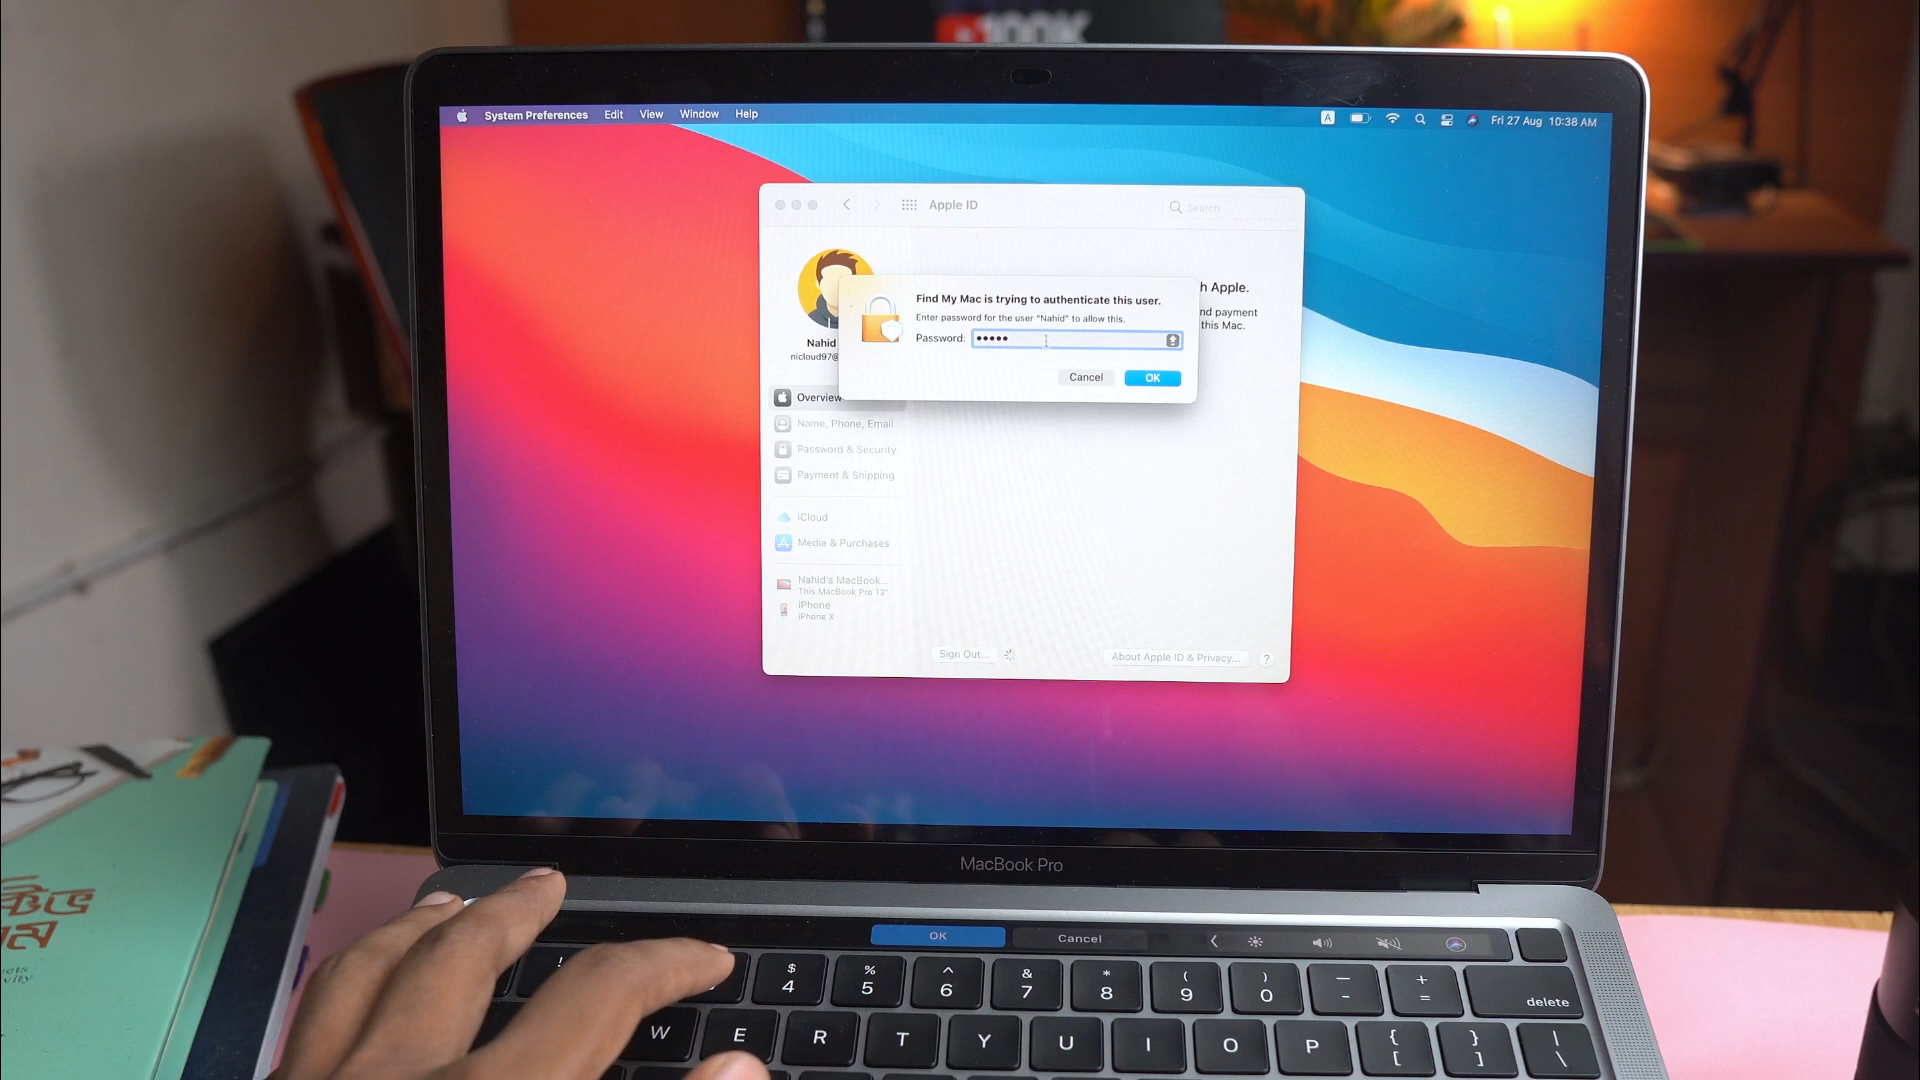 100K
System Preferences Edit View Window Help
A Fri 27 Aug 10:38 AM
Apple ID
Search
h Apple.
nd payment
this Mac.
Find My Mac is trying to authenticate this user.
Enter password for the user "Nahid" to allow this.
Password: •••••
Cancel OK
Nahid
nicloud97@
Overview
Name, Phone, Email
Password & Security
Payment & Shipping
iCloud
Media & Purchases
Nahid's MacBook...
This MacBook Pro 13"
iPhone
iPhone X
Sign Out...
About Apple ID & Privacy...
?
MacBook Pro
OK Cancel
! $ 4 % 5 ^ 6 & 7 * 8 ( 9 ) 0 — - + = delete
W E R T Y U I O P { [ } ] | \